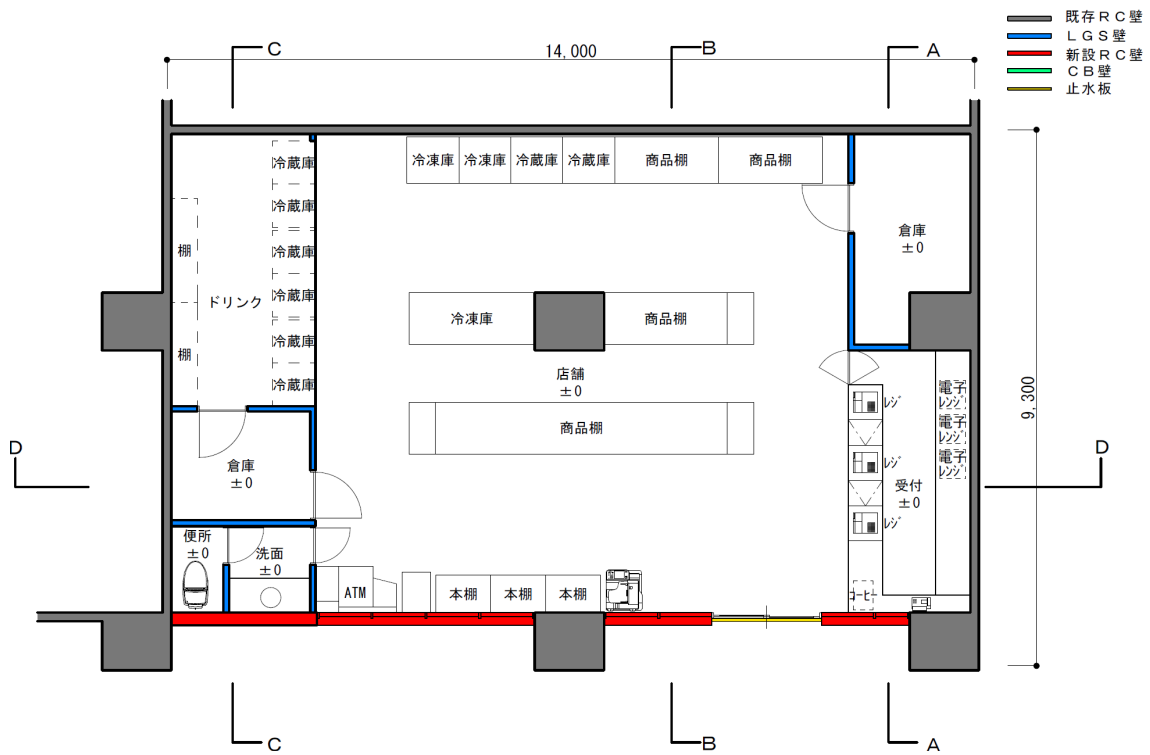 既存RC壁
LGS壁
新設RC壁
CB壁
止水板
C
B
A
14,000
冷凍庫
冷凍庫
冷蔵庫
冷蔵庫
商品棚
商品棚
冷蔵庫
冷蔵庫
冷蔵庫
冷蔵庫
冷蔵庫
冷蔵庫
棚
棚
ドリンク
倉庫
±0
冷凍庫
商品棚
店舗
±0
商品棚
9,300
電子
レンジ
電子
レンジ
電子
レンジ
レジ
レジ
レジ
受付
±0
D
D
倉庫
±0
便所
±0
洗面
±0
ATM
本棚
本棚
本棚
コーヒー
C
B
A